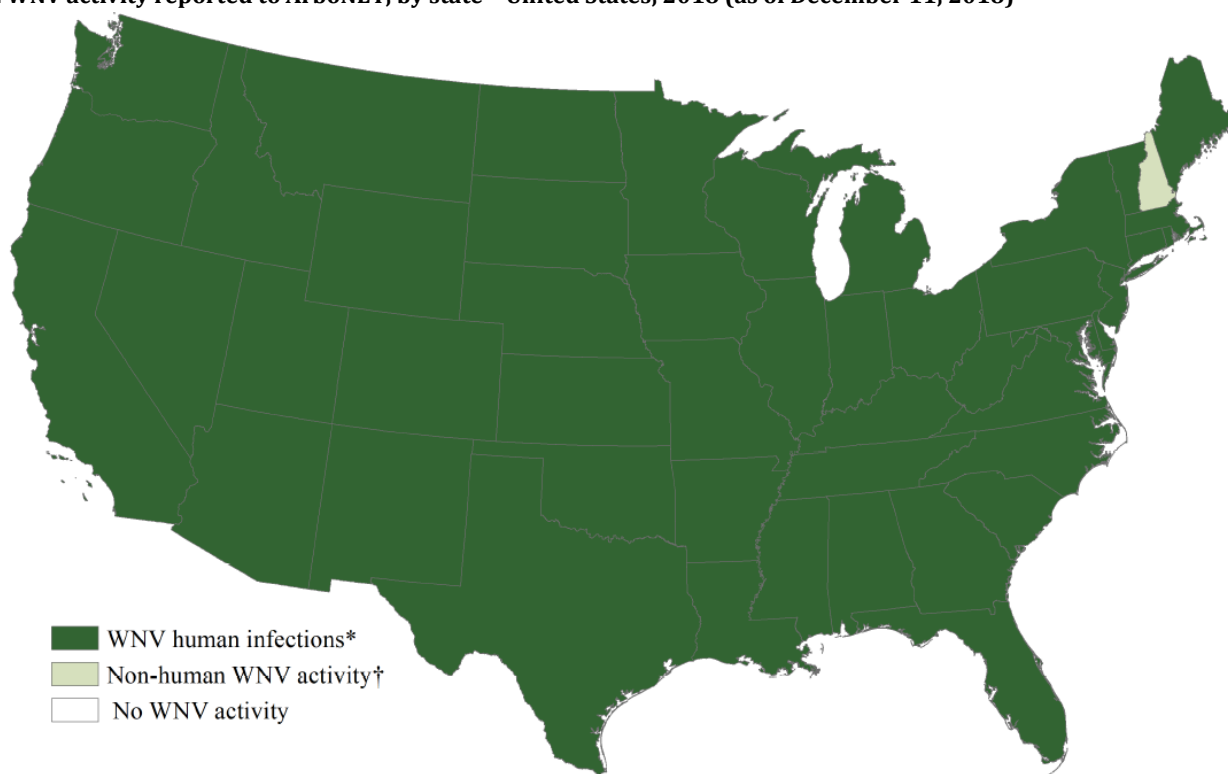 WNV activity reported to ArboNET, by state – United States, 2018 (as of December 11, 2018)
WNV human infections*
Non-human WNV activity†
No WNV activity